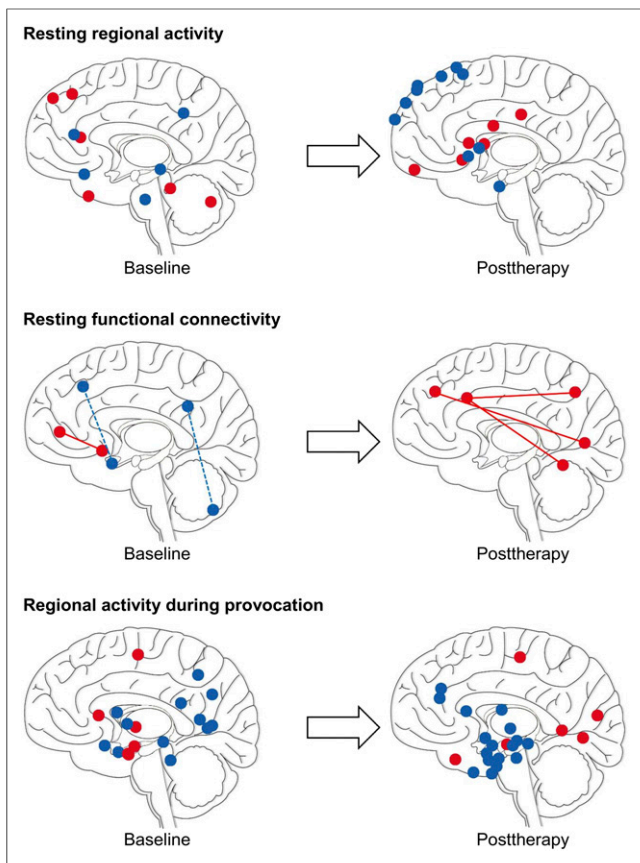 Resting regional activity
Baseline
Posttherapy
Resting functional connectivity
Baseline
Posttherapy
Regional activity during provocation
Baseline
Posttherapy